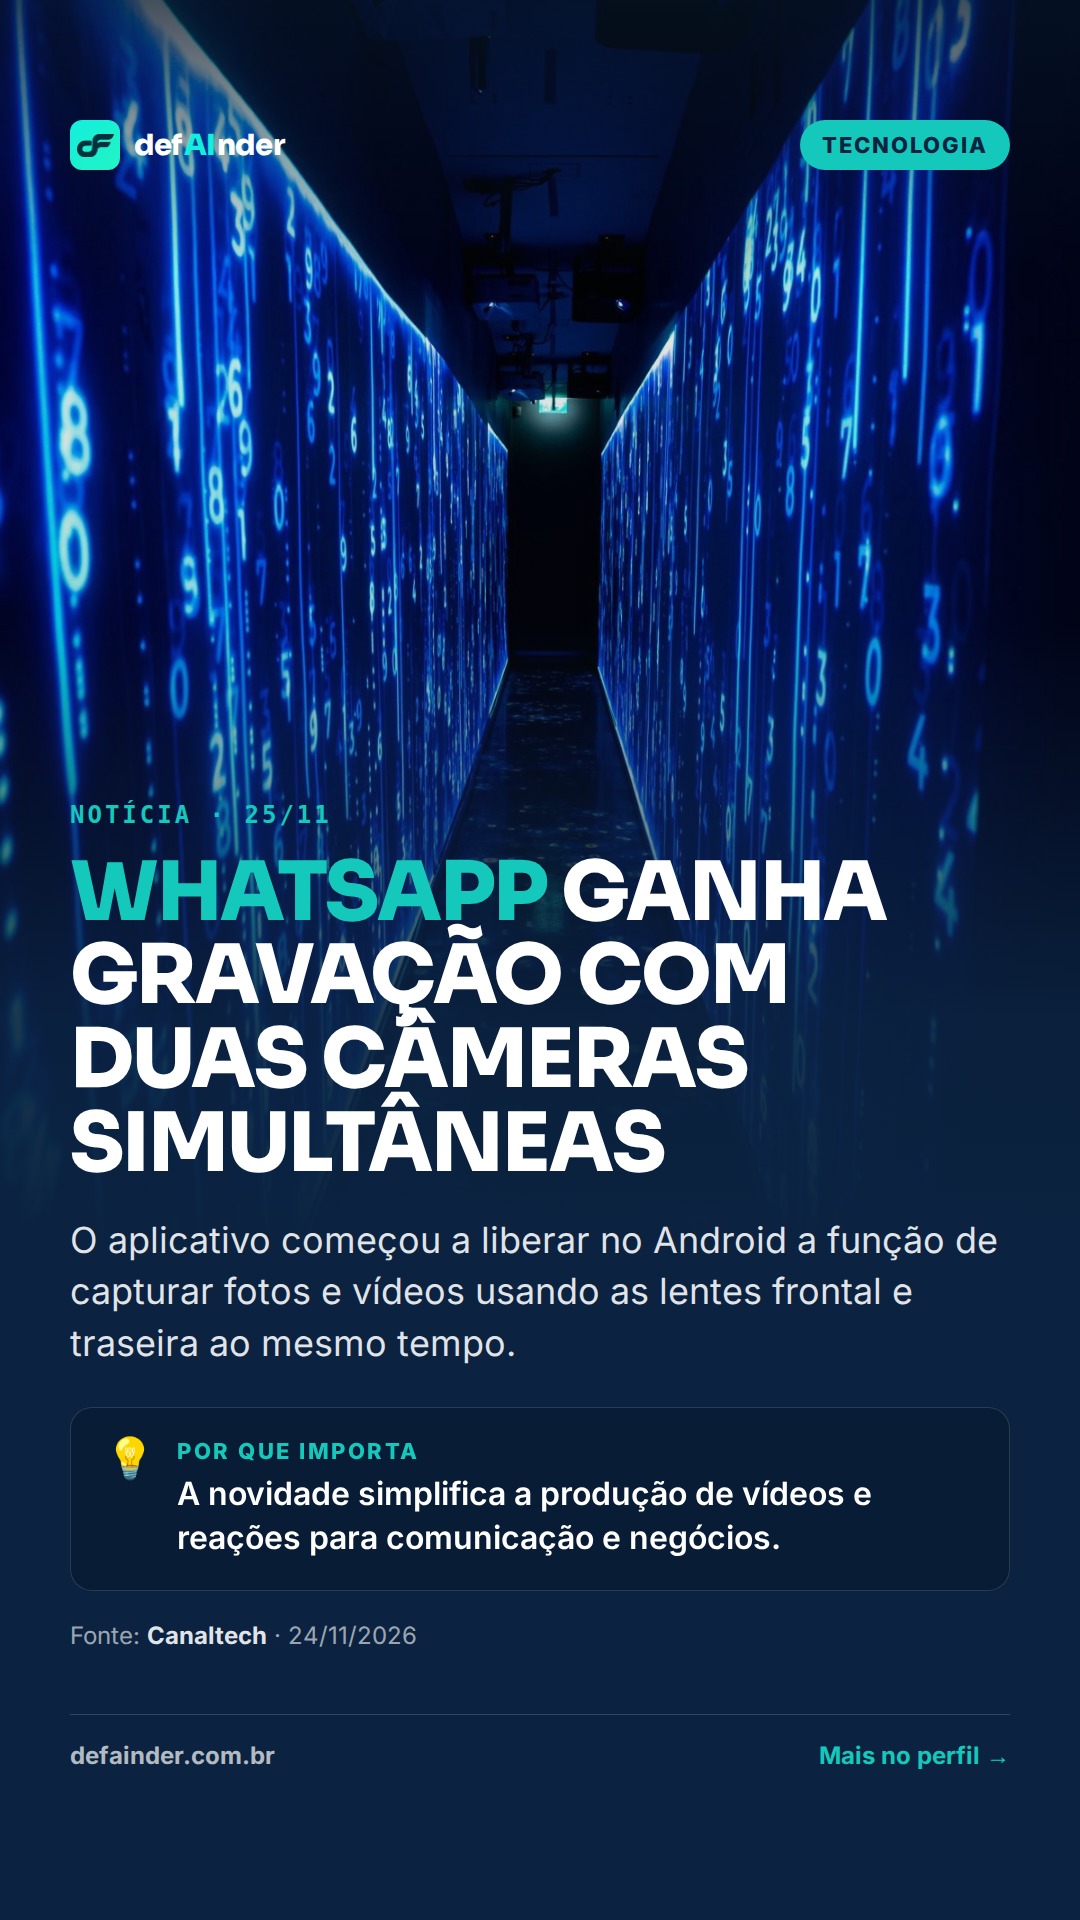 defAInder
TECNOLOGIA
NOTÍCIA · 25/11
WHATSAPP GANHA
GRAVAÇÃO COM
DUAS CÂMERAS
SIMULTÂNEAS
O aplicativo começou a liberar no Android a função de
capturar fotos e vídeos usando as lentes frontal e
traseira ao mesmo tempo.
POR QUE IMPORTA
A novidade simplifica a produção de vídeos e
reações para comunicação e negócios.
Fonte: Canaltech · 24/11/2026
defainder.com.br
Mais no perfil →